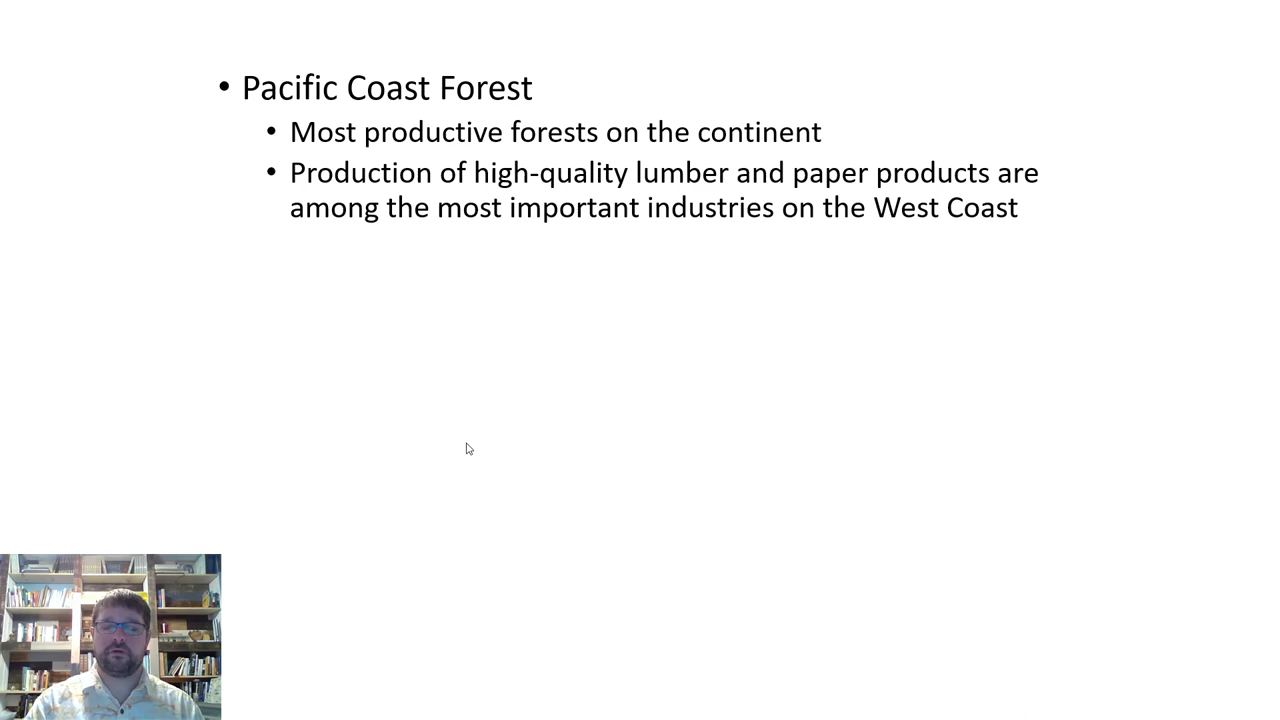 • Pacific Coast Forest
• Most productive forests on the continent
• Production of high-quality lumber and paper products are
among the most important industries on the West Coast